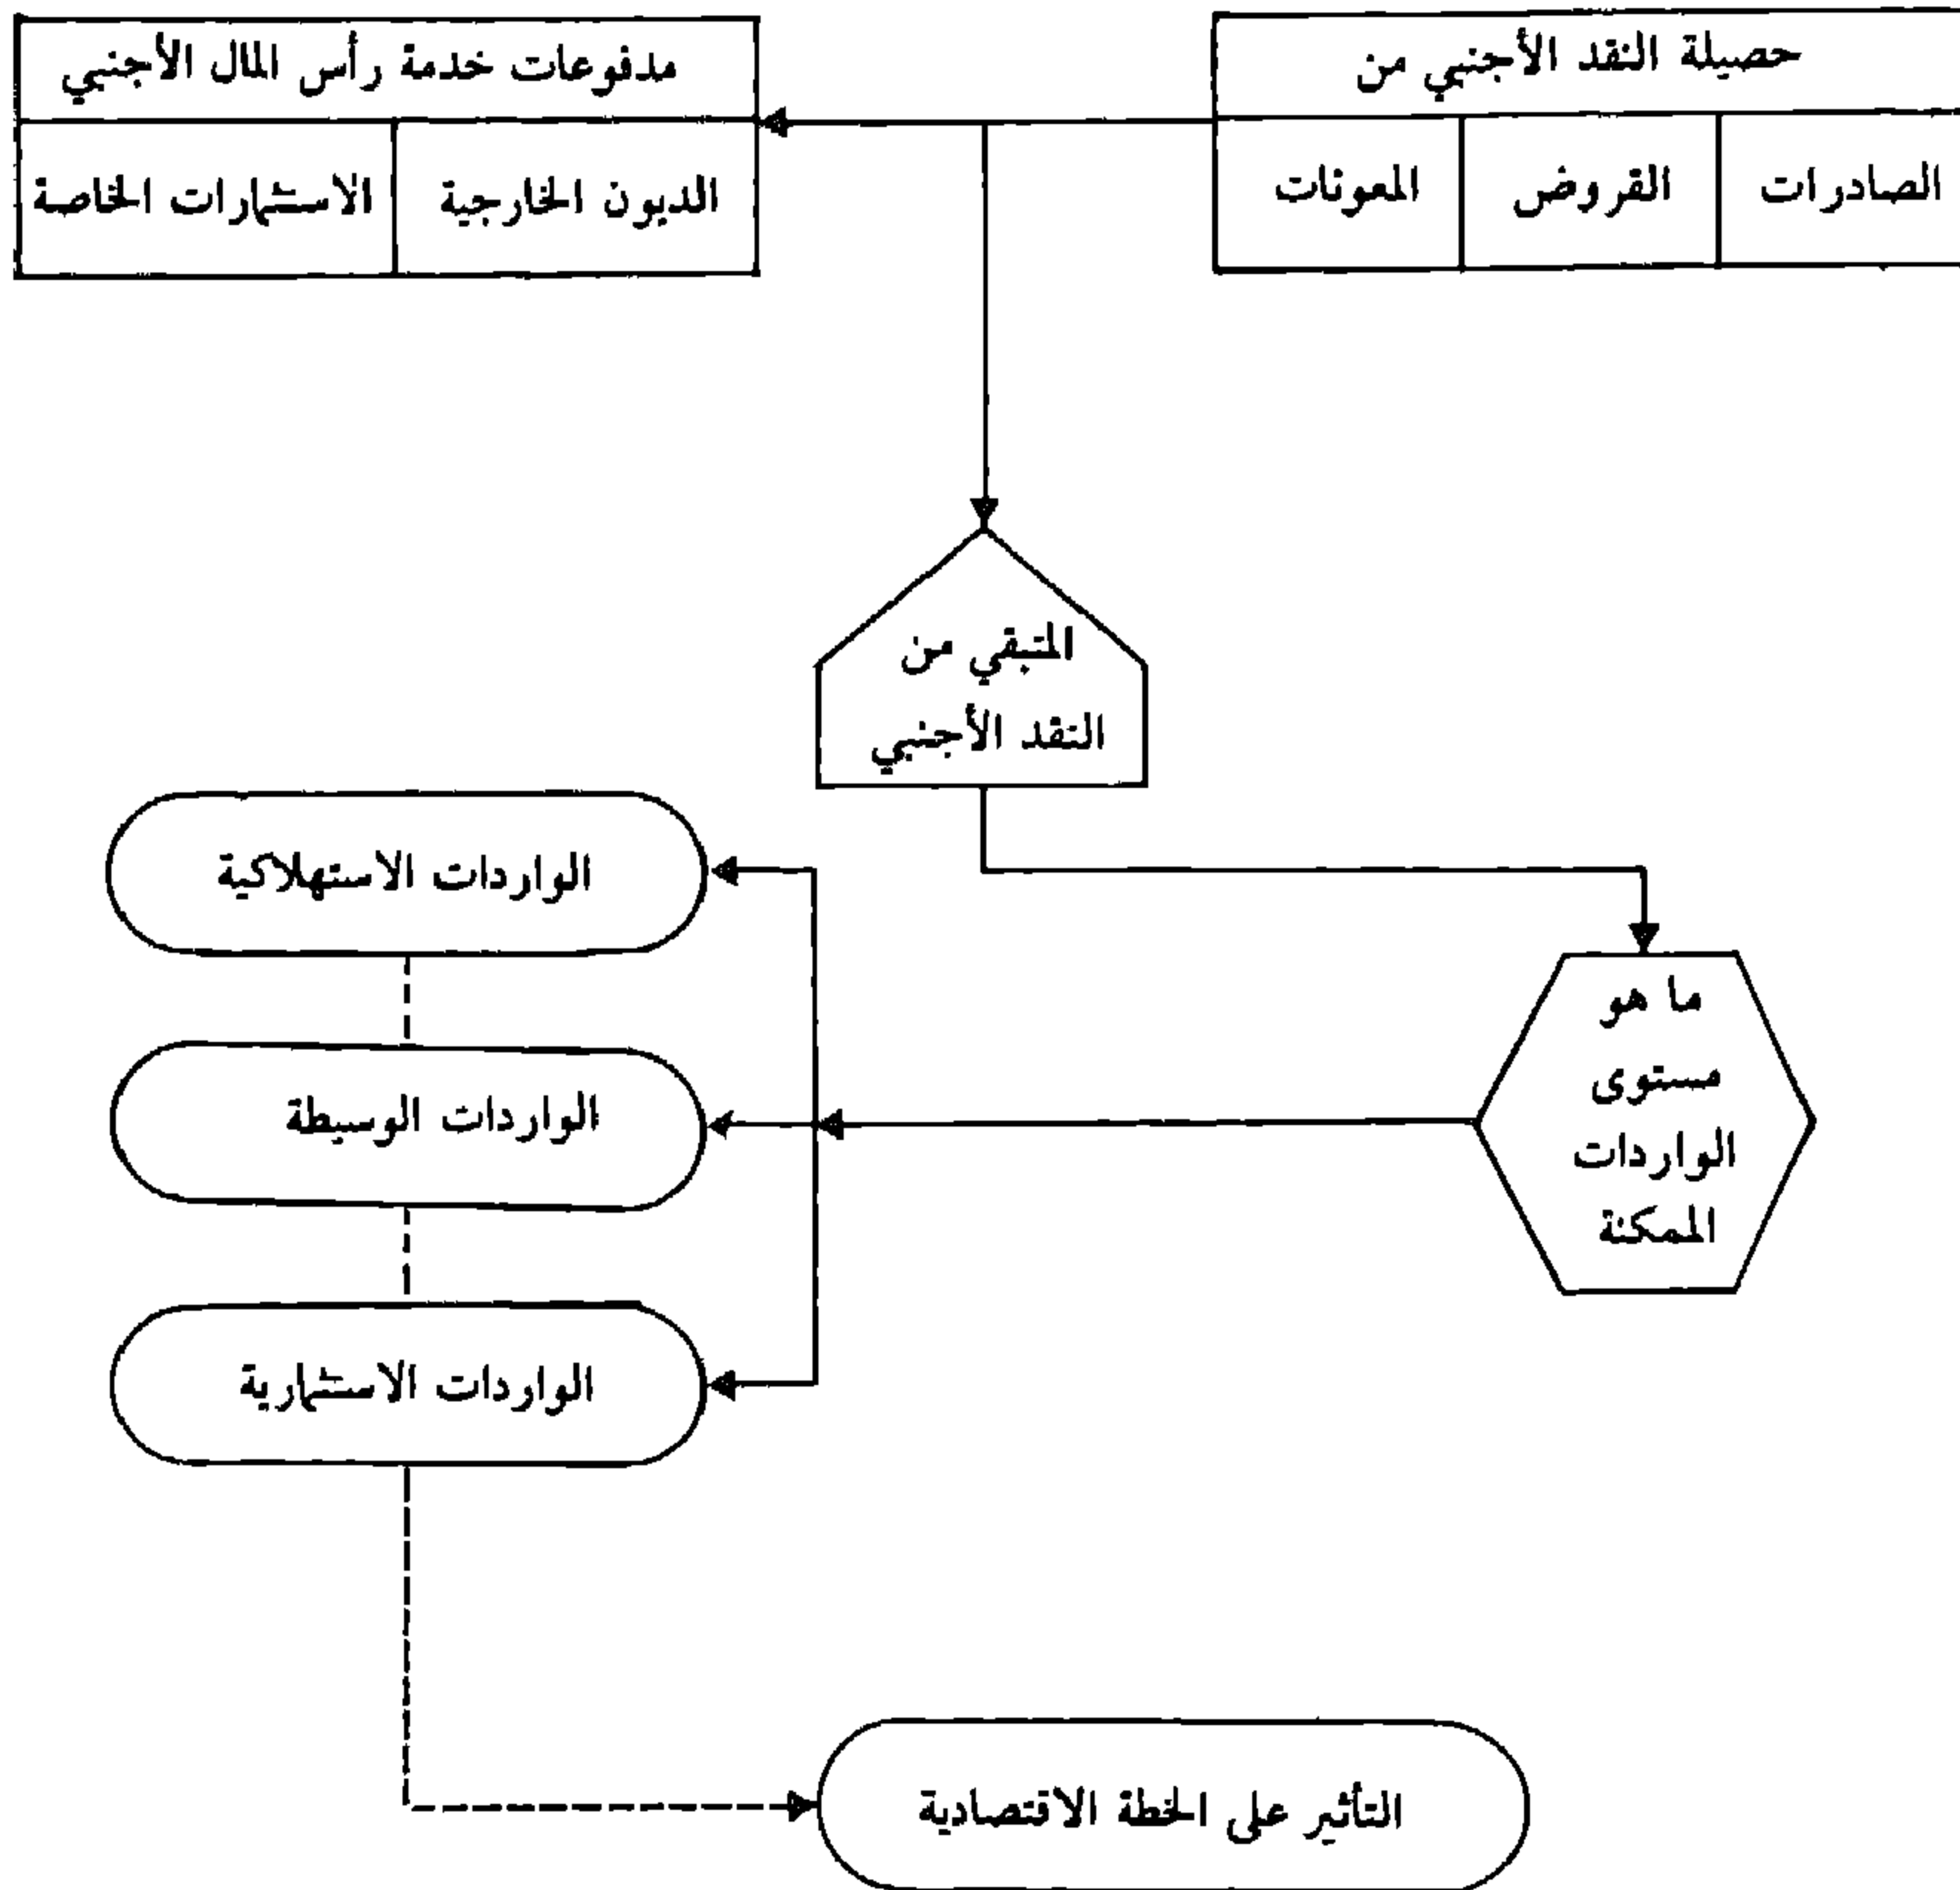 حصيلة النقد الأجنبي من
الصادرات
القروض
المعونات
مدفوعات خدمة رأس المال الأجنبي
الديون الخارجية
الاستثمارات الخاصة
المتبقي من
النقد الأجنبي
ما هو
مستوى
الواردات
الممكنة
الواردات الاستهلاكية
الواردات الوسيطة
الواردات الاستثمارية
التأثير على الخطة الاقتصادية